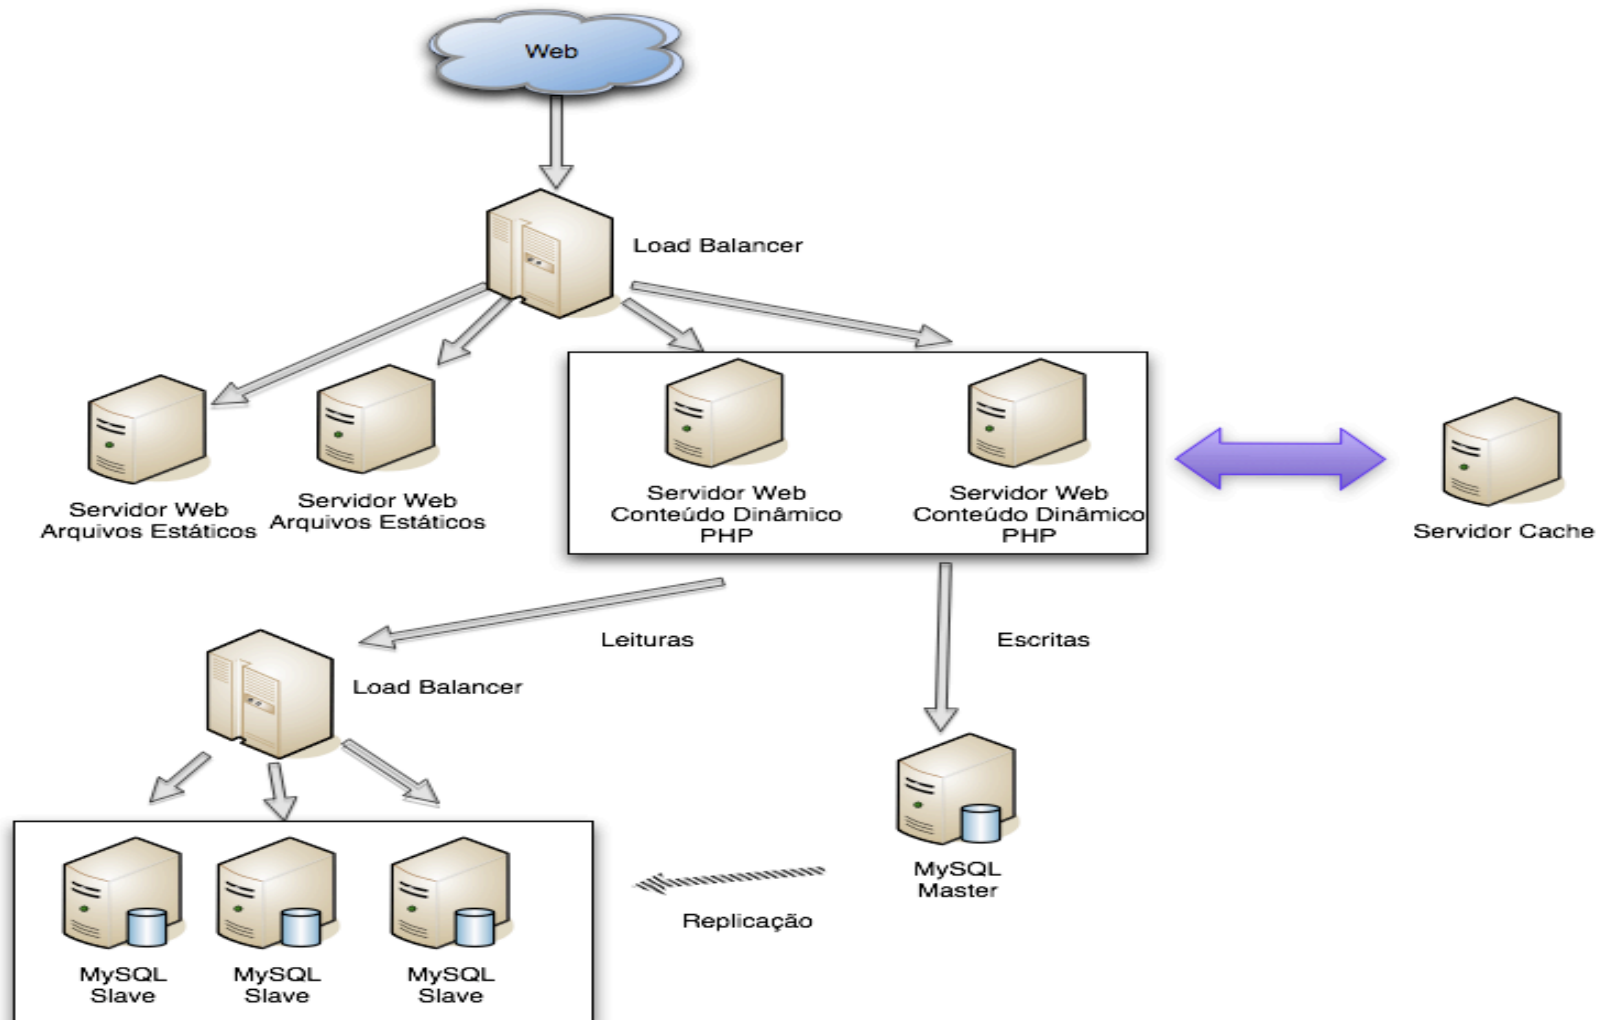 Web
Load Balancer
Servidor Web
Arquivos Estáticos
Servidor Web
Arquivos Estáticos
Servidor Web
Conteúdo Dinâmico
PHP
Servidor Web
Conteúdo Dinâmico
PHP
Servidor Cache
Leituras
Escritas
Load Balancer
MySQL
Master
Replicação
MySQL
Slave
MySQL
Slave
MySQL
Slave